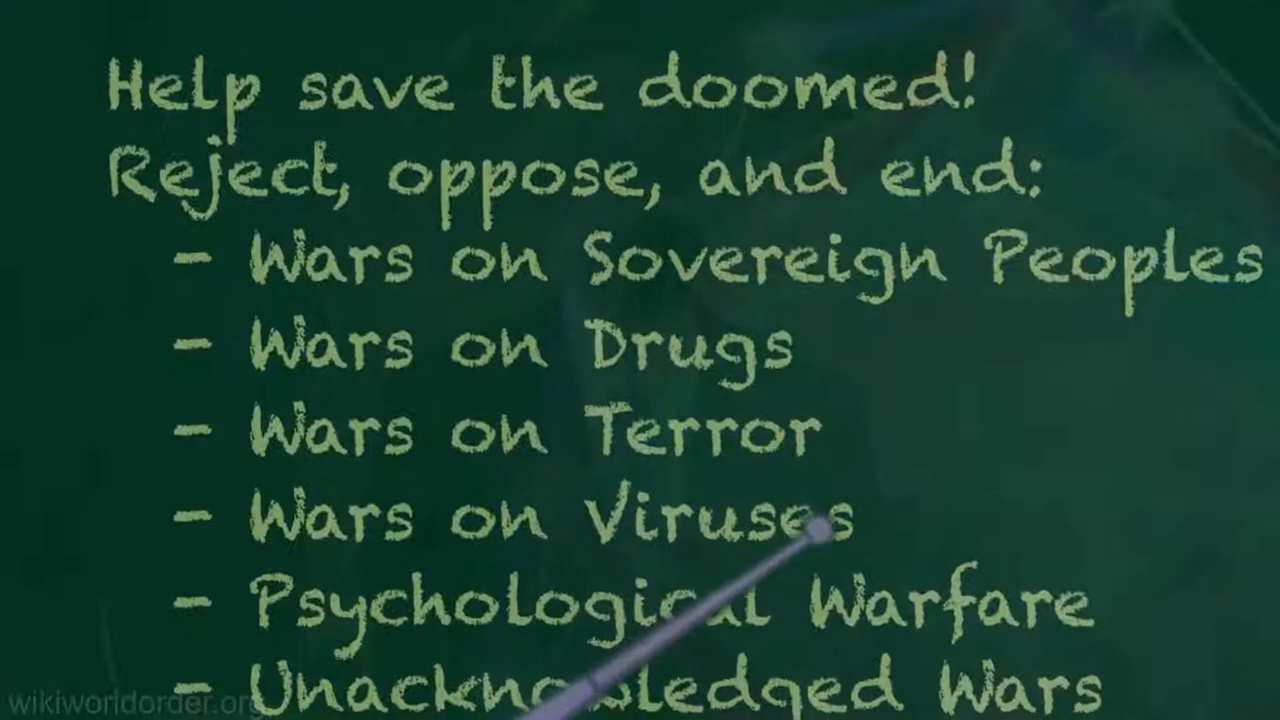 Help save the doomed!
Reject, oppose, and end:
- Wars on Sovereign Peoples
- Wars on Drugs
- Wars on Terror
- Wars on Viruses
- Psychological Warfare
- Unacknowledged Wars
wikiworldorder.org